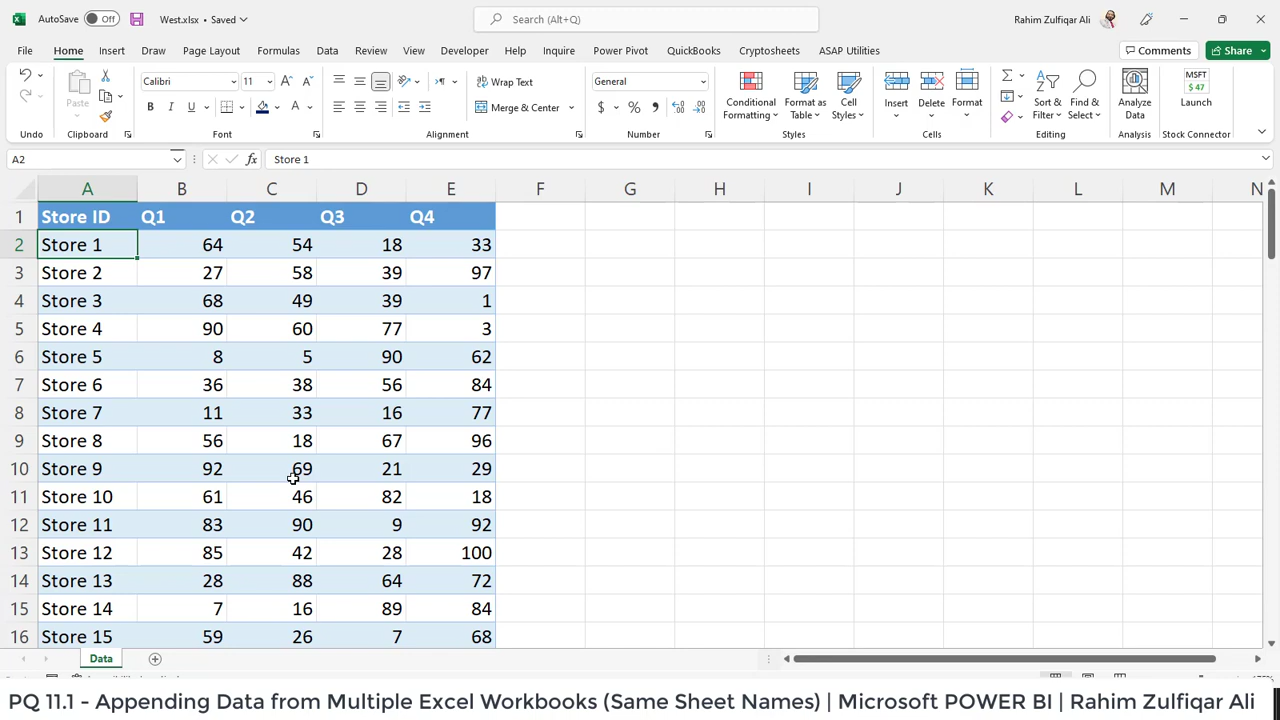 AutoSave Off West.xlsx • Saved Search (Alt+Q) Rahim Zulfiqar Ali
File Home Insert Draw Page Layout Formulas Data Review View Developer Help Inquire Power Pivot QuickBooks Cryptosheets ASAP Utilities Comments Share
Calibri 11 Wrap Text General MSFT $ 47
Paste B I U A Merge & Center $ % , Conditional Formatting Format as Table Cell Styles Insert Delete Format Sort & Filter Find & Select Analyze Data Launch
Undo Clipboard Font Alignment Number Styles Cells Editing Analysis Stock Connector
A2 fx Store 1
A B C D E F G H I J K L M N
1 Store ID Q1 Q2 Q3 Q4
2 Store 1 64 54 18 33
3 Store 2 27 58 39 97
4 Store 3 68 49 39 1
5 Store 4 90 60 77 3
6 Store 5 8 5 90 62
7 Store 6 36 38 56 84
8 Store 7 11 33 16 77
9 Store 8 56 18 67 96
10 Store 9 92 69 21 29
11 Store 10 61 46 82 18
12 Store 11 83 90 9 92
13 Store 12 85 42 28 100
14 Store 13 28 88 64 72
15 Store 14 7 16 89 84
16 Store 15 59 26 7 68
Data
PQ 11.1 - Appending Data from Multiple Excel Workbooks (Same Sheet Names) | Microsoft POWER BI | Rahim Zulfiqar Ali